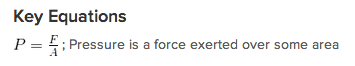 Key Equations
P = F/A ; Pressure is a force exerted over some area